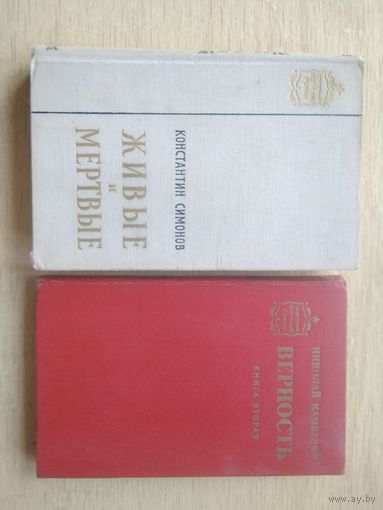 КОНСТАНТИН СИМОНОВ
ЖИВЫЕ
И
МЕРТВЫЕ
НИКОЛАЙ КАМБУЛОВ
ВЕРНОСТЬ
КНИГА ВТОРАЯ
www.ay.by